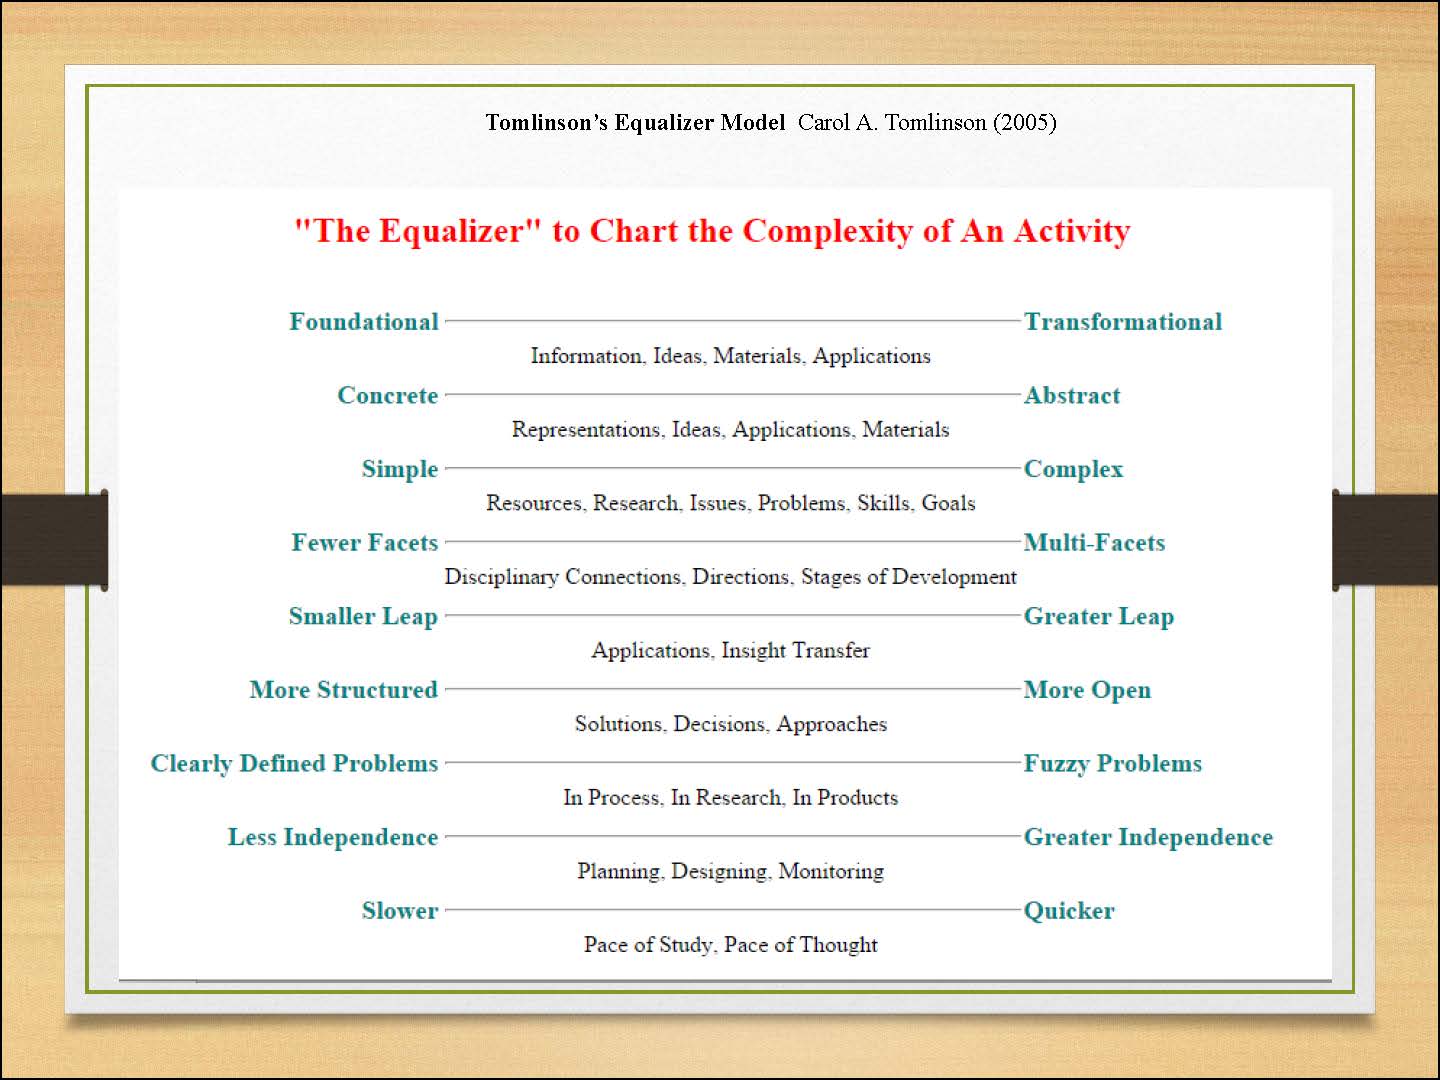 Tomlinson’s Equalizer Model  Carol A. Tomlinson (2005)
"The Equalizer" to Chart the Complexity of An Activity
Foundational Transformational
Information, Ideas, Materials, Applications
Concrete Abstract
Representations, Ideas, Applications, Materials
Simple Complex
Resources, Research, Issues, Problems, Skills, Goals
Fewer Facets Multi-Facets
Disciplinary Connections, Directions, Stages of Development
Smaller Leap Greater Leap
Applications, Insight Transfer
More Structured More Open
Solutions, Decisions, Approaches
Clearly Defined Problems Fuzzy Problems
In Process, In Research, In Products
Less Independence Greater Independence
Planning, Designing, Monitoring
Slower Quicker
Pace of Study, Pace of Thought